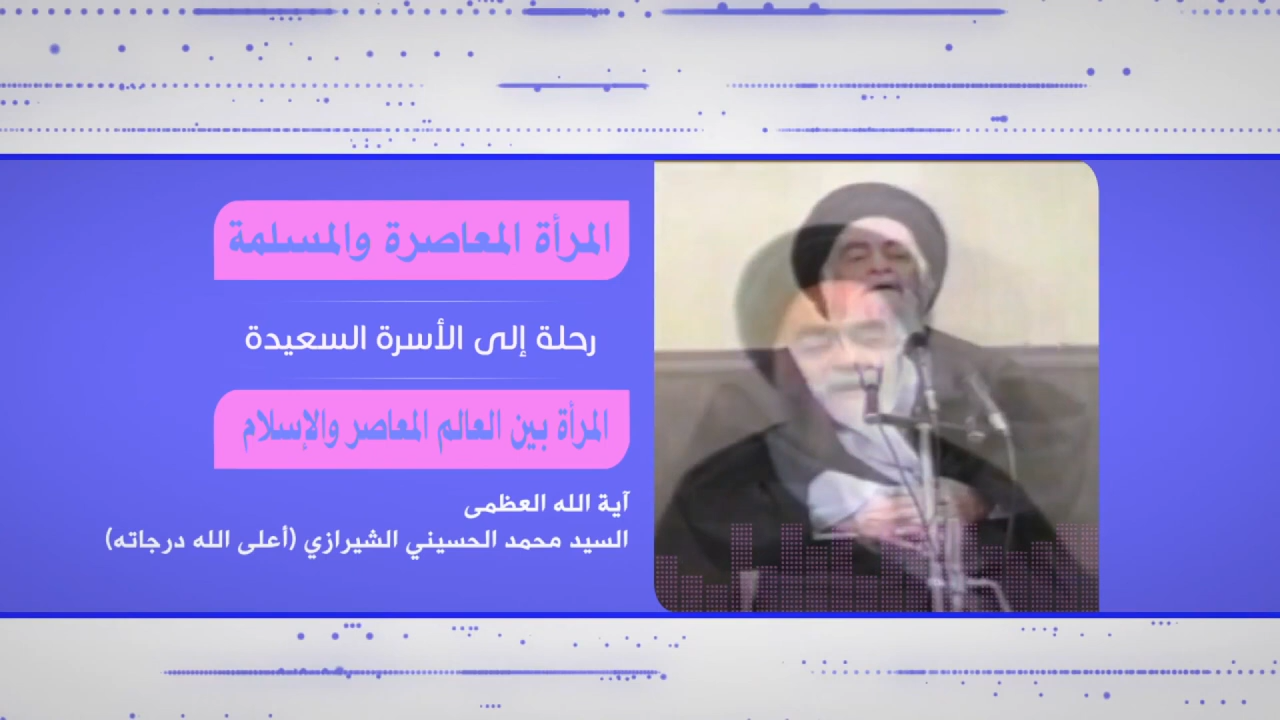 المرأة المعاصرة والمسلمة
رحلة إلى الأسرة السعيدة
المرأة بين العالم المعاصر والإسلام
آية الله العظمى
السيد محمد الحسيني الشيرازي (أعلى الله درجاته)